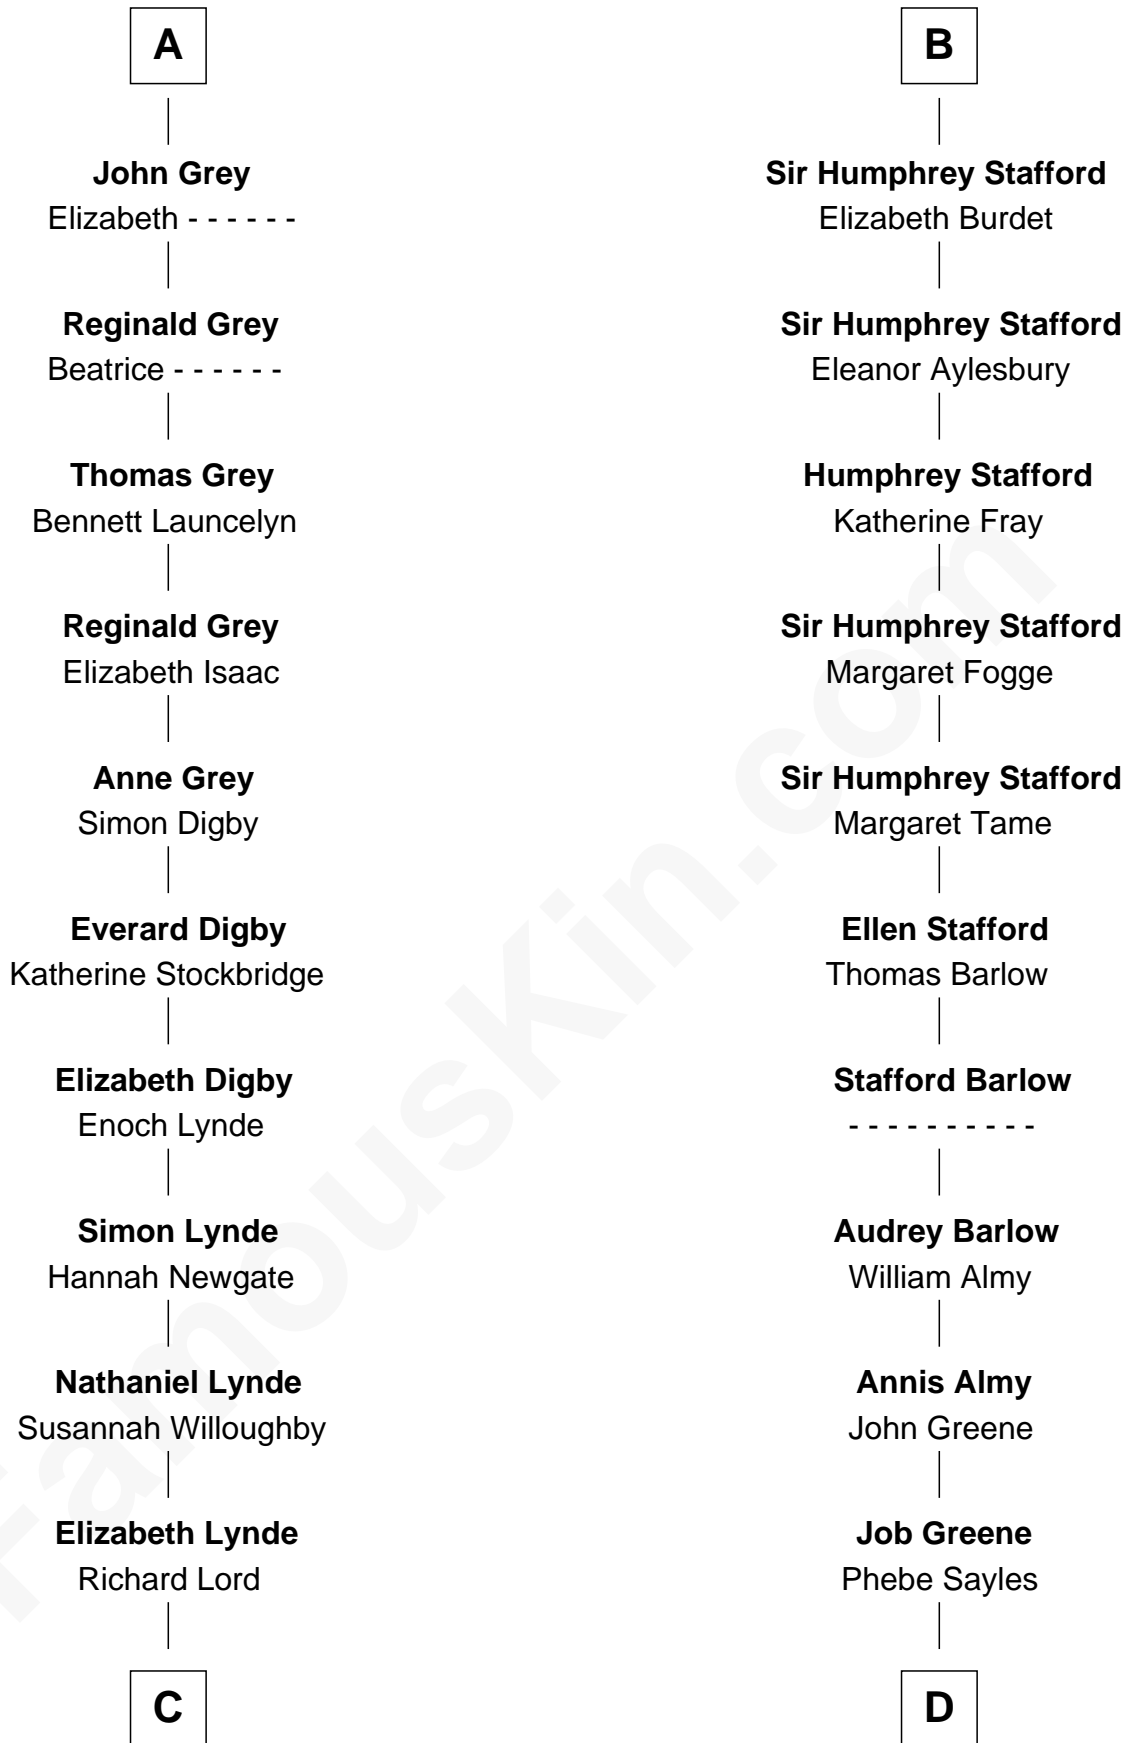 A
John Grey
Elizabeth - - - - - -
Reginald Grey
Beatrice - - - - - -
Thomas Grey
Bennett Launcelyn
Reginald Grey
Elizabeth Isaac
Anne Grey
Simon Digby
Everard Digby
Katherine Stockbridge
Elizabeth Digby
Enoch Lynde
Simon Lynde
Hannah Newgate
Nathaniel Lynde
Susannah Willoughby
Elizabeth Lynde
Richard Lord
C
B
Sir Humphrey Stafford
Elizabeth Burdet
Sir Humphrey Stafford
Eleanor Aylesbury
Humphrey Stafford
Katherine Fray
Sir Humphrey Stafford
Margaret Fogge
Sir Humphrey Stafford
Margaret Tame
Ellen Stafford
Thomas Barlow
Stafford Barlow
- - - - - - - - - -
Audrey Barlow
William Almy
Annis Almy
John Greene
Job Greene
Phebe Sayles
D
FamousKin.com